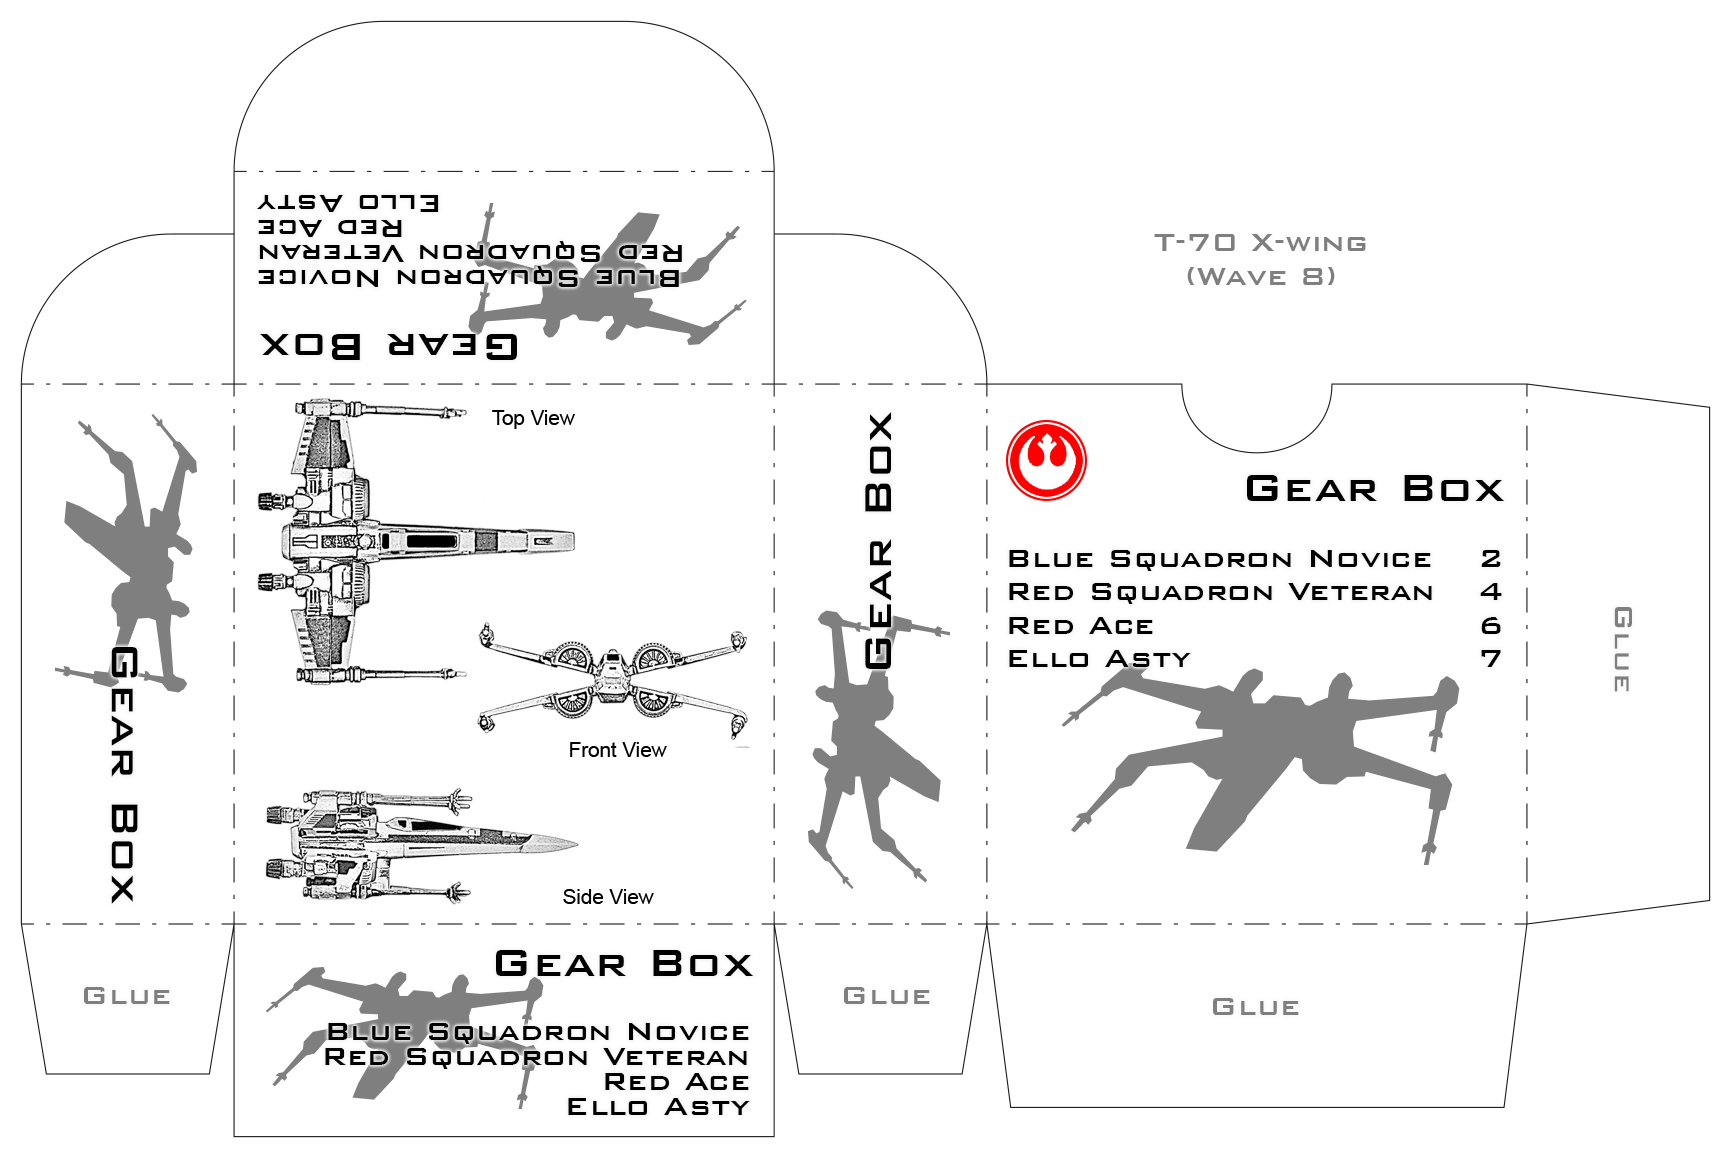 Ello Asty
Red Ace
Red Squadron Veteran
Blue Squadron Novice
Gear Box
T-70 X-wing
(Wave 8)
Gear Box
Top View
Front View
Side View
Gear Box
Gear Box
Blue Squadron Novice 2
Red Squadron Veteran 4
Red Ace 6
Ello Asty 7
Glue
Glue
Gear Box
Blue Squadron Novice
Red Squadron Veteran
Red Ace
Ello Asty
Glue
Glue